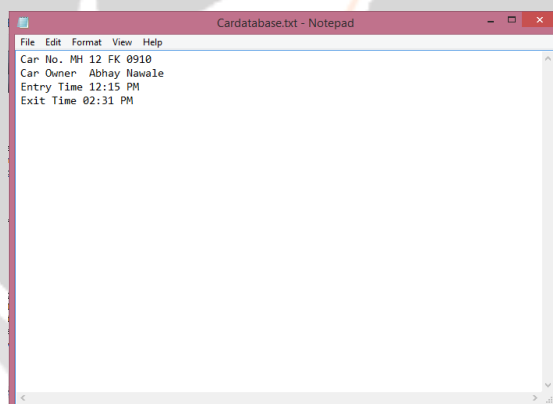 Cardatabase.txt - Notepad
File Edit Format View Help
Car No. MH 12 FK 0910
Car Owner  Abhay Nawale
Entry Time 12:15 PM
Exit Time 02:31 PM